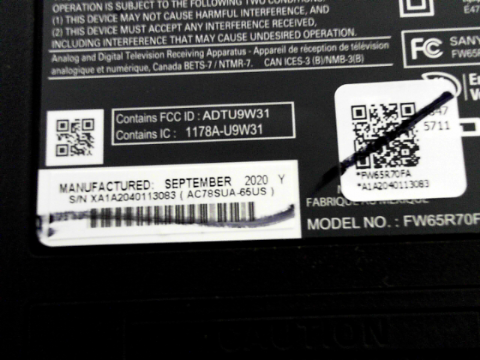 OPERATION IS SUBJECT TO THE FOLLOWING TWO CONDITIONS:
(1) THIS DEVICE MAY NOT CAUSE HARMFUL INTERFERENCE, AND
(2) THIS DEVICE MUST ACCEPT ANY INTERFERENCE RECEIVED,
INCLUDING INTERFERENCE THAT MAY CAUSE UNDESIRED OPERATION.
Analog and Digital Television Receiving Apparatus - Appareil de réception de télévision
analogique et numérique, Canada BETS-7 / NTMR-7. CAN ICES-3 (B)/NMB-3(B)
FC
SANY
FW65R
Contains FCC ID : ADTU9W31
Contains IC : 1178A-U9W31
5711
*FW65R70FA
*A1A2040113083
MANUFACTURED: SEPTEMBER 2020 Y
S/N XA1A2040113083 ( AC78SUA-65US )
FABRIQUÉ AU MEXIQUE
MODEL NO. : FW65R70F